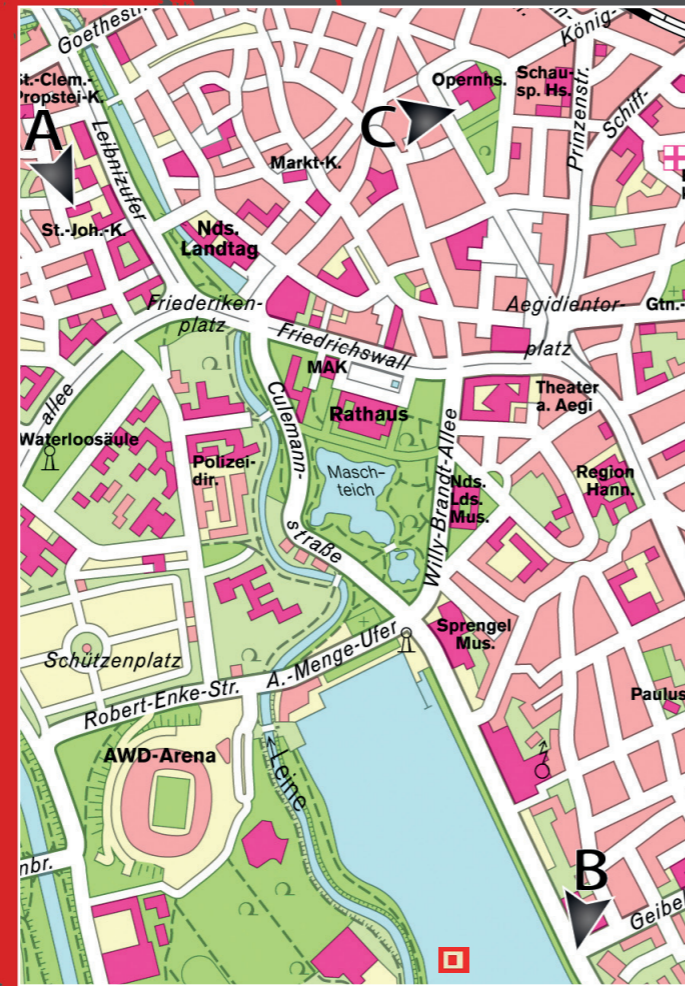 Goethestr.
König-
t.-Clem.-
Propstei-K.
Opernhs.
Schau-
sp. Hs.
Prinzenstr.
Schiff-
A
C
Leibnizufer
Markt-K.
St.-Joh.-K.
Nds.
Landtag
Friederiken-
platz
Aegidientor-
platz
Gtn.-
Friedrichswall
MAK
Rathaus
Theater
a. Aegi
allee
Culemann-
straße
Waterloosäule
Polizei-
dir.
Masch-
teich
Willy-Brandt-Allee
Nds.
Lds.
Mus.
Region
Hann.
Sprengel
Mus.
Schützenplatz
A.-Menge-Ufer
Robert-Enke-Str.
Paulus
AWD-Arena
Leine
nbr.
B
Geibe